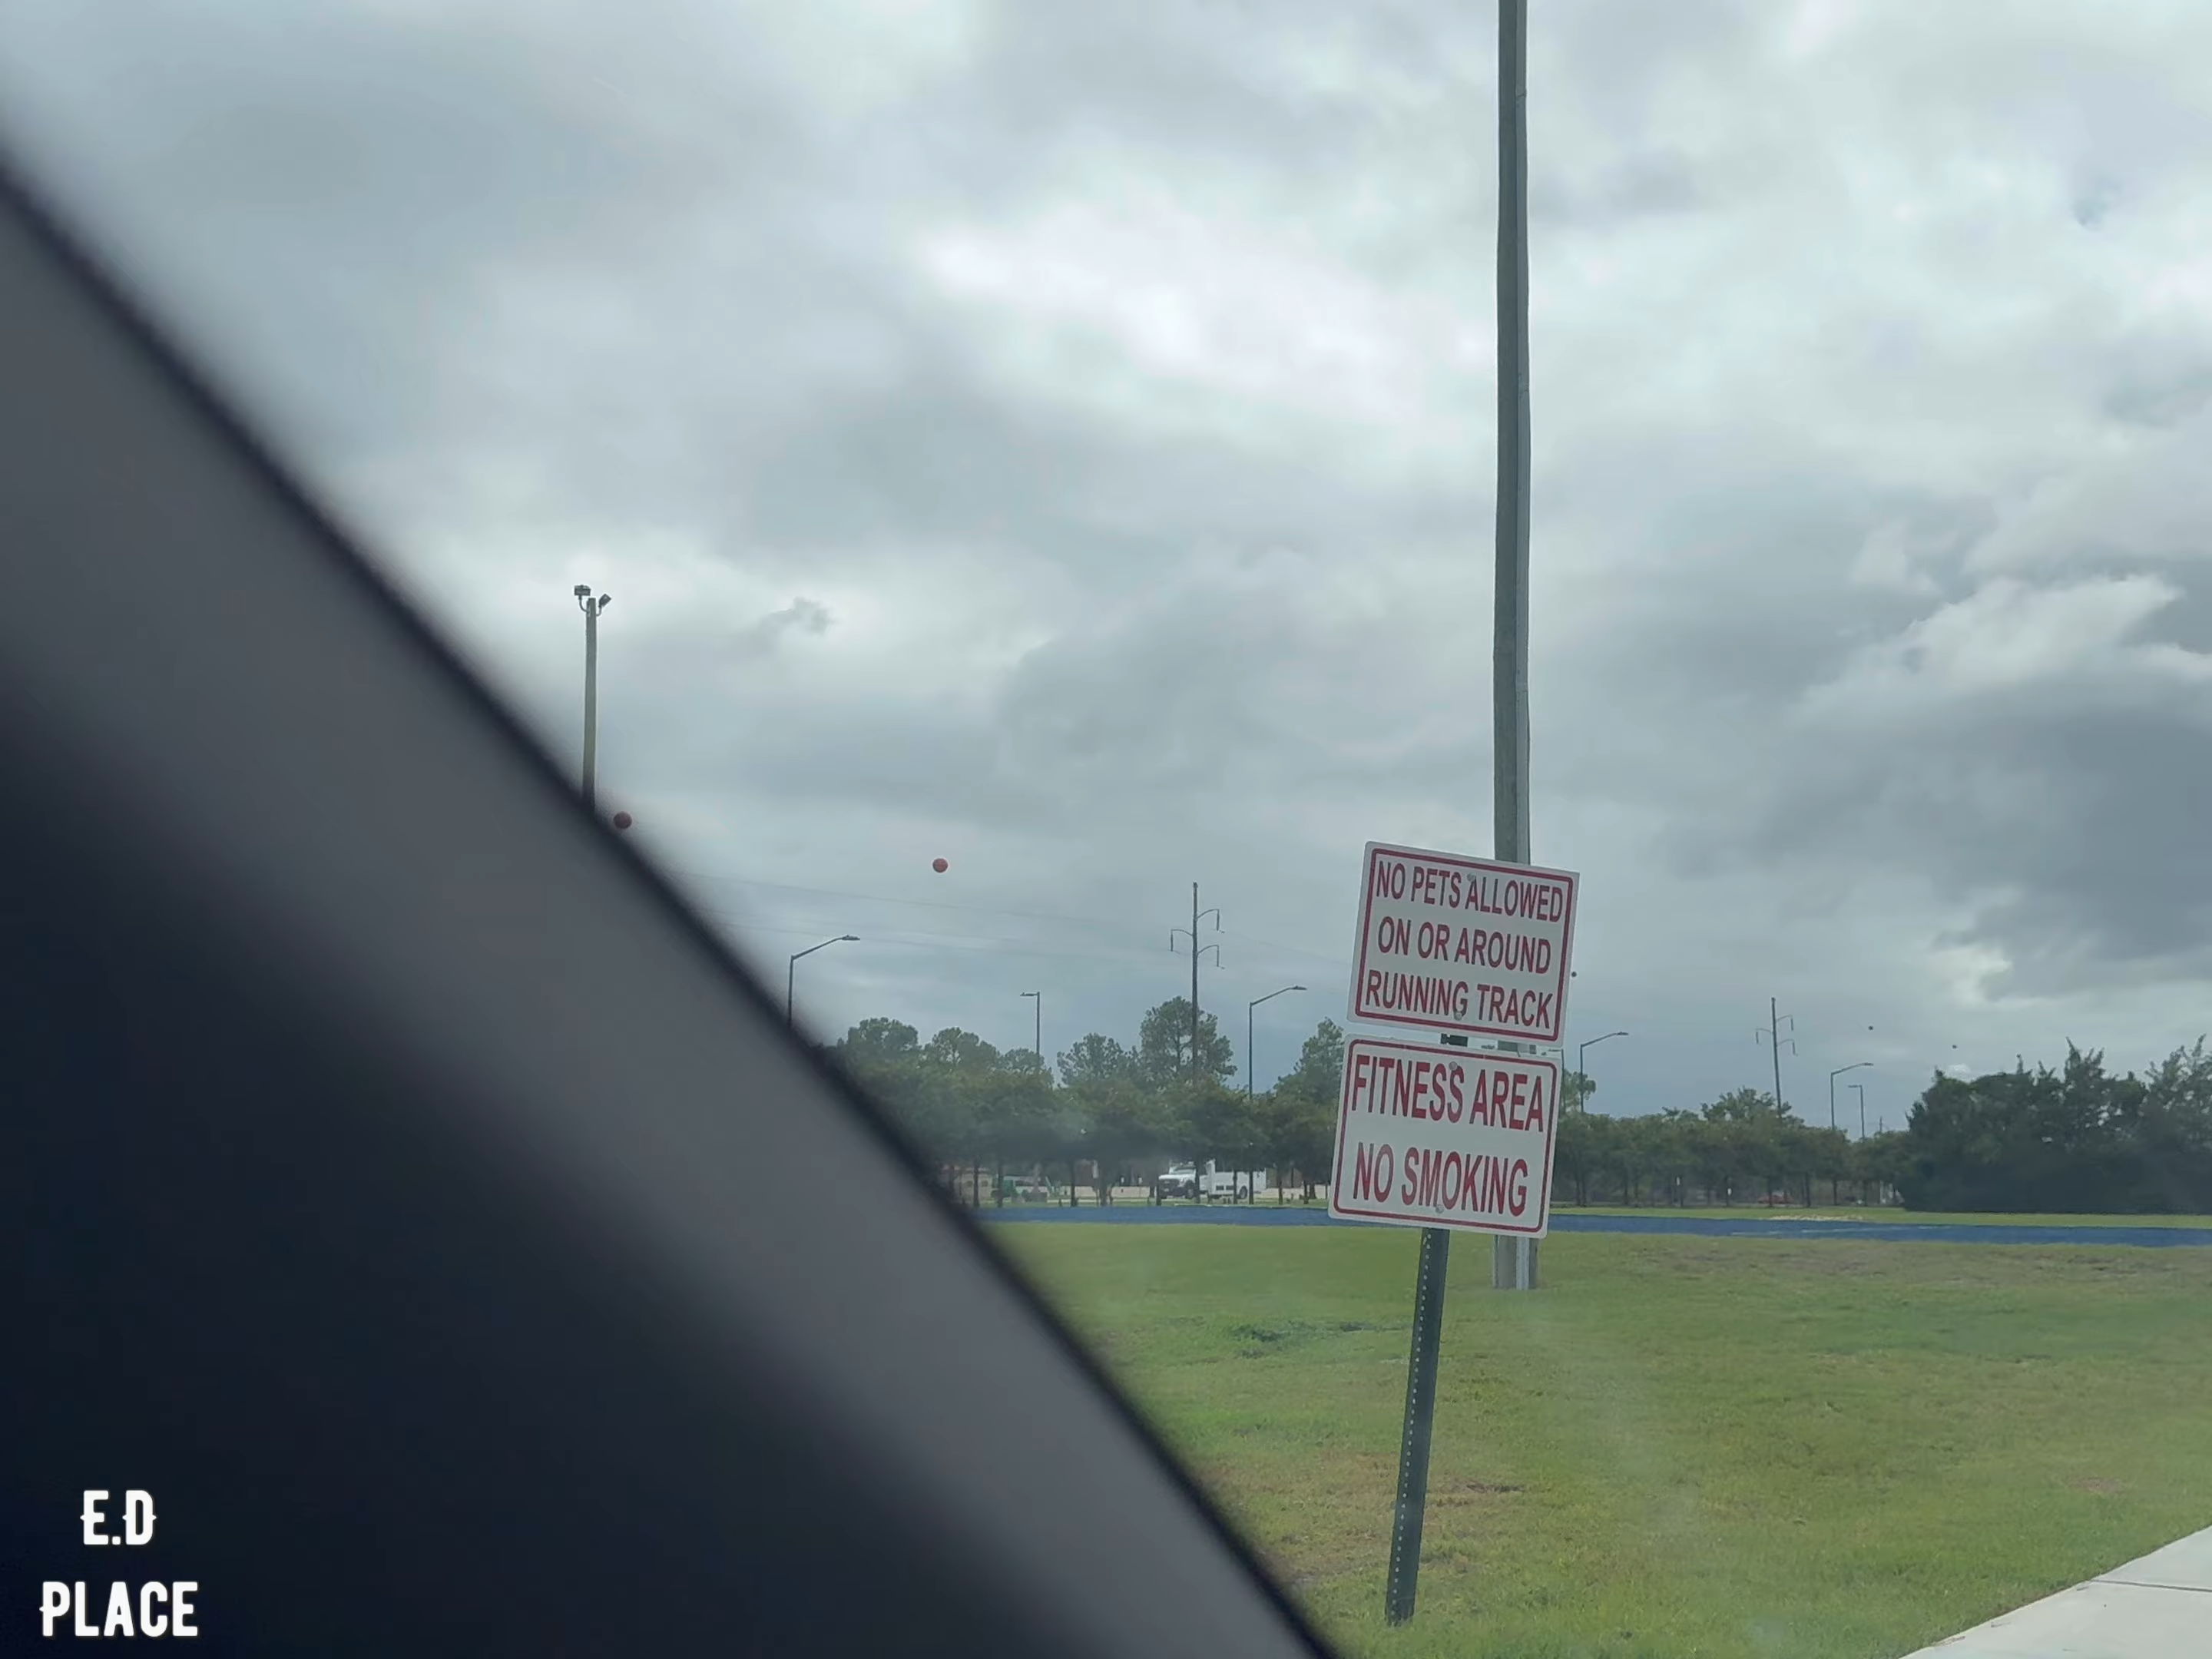 NO PETS ALLOWED
ON OR AROUND
RUNNING TRACK
FITNESS AREA
NO SMOKING
E.D
PLACE